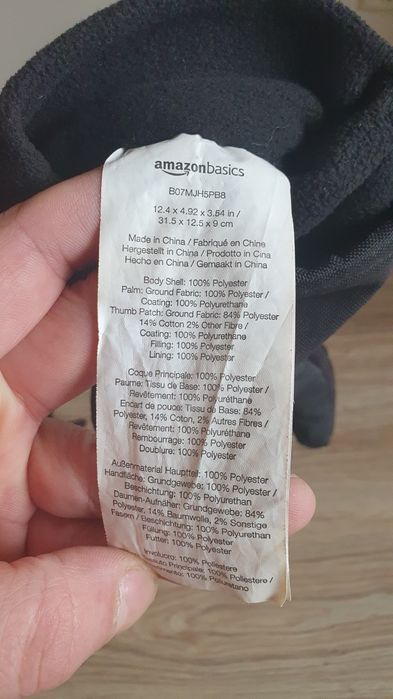 amazonbasics
B07MJH5PB8
12.4 x 4.92 x 3.54 in /
31.5 x 12.5 x 9 cm
Made in China / Fabriqué en Chine
Hergestellt in China / Prodotto in Cina
Hecho en China / Gemaakt in China
Body Shell: 100% Polyester
Palm: Ground Fabric: 100% Polyester /
Coating: 100% Polyurethane
Thumb Patch: Ground Fabric: 84% Polyester
14% Cotton 2% Other Fibre /
Coating: 100% Polyurethane
Filling: 100% Polyester
Lining: 100% Polyester
Coque Principale: 100% Polyester
Paume: Tissu de Base: 100% Polyester /
Revêtement: 100% Polyuréthane
Encart de pouce: Tissu de Base: 84%
Polyester, 14% Coton, 2% Autres Fibres /
Revêtement: 100% Polyuréthane
Rembourrage: 100% Polyester
Doublure: 100% Polyester
Außenmaterial Hauptteil: 100% Polyester
Handfläche: Grundgewebe: 100% Polyester /
Beschichtung: 100% Polyurethan
Daumen-Aufnäher: Grundgewebe: 84%
Polyester, 14% Baumwolle, 2% Sonstige
Fasern / Beschichtung: 100% Polyurethan
Füllung: 100% Polyester
Futter: 100% Polyester
Involucro: 100% Poliestere
Principale: 100% Poliestere /
100% Poliuretano